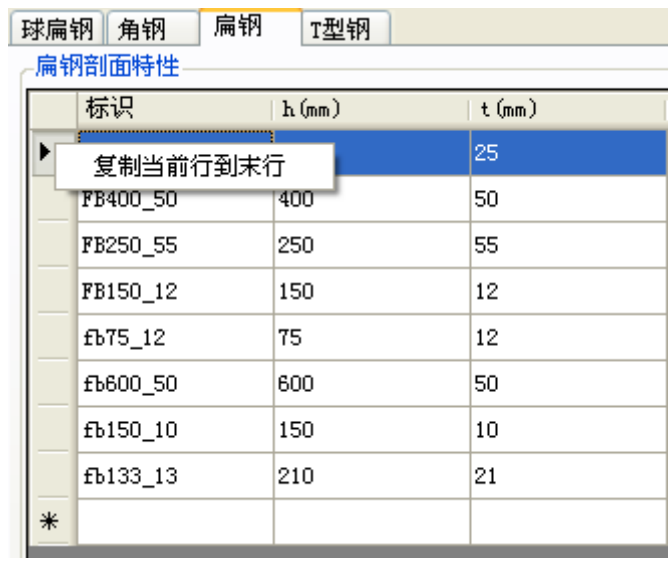 球扁钢 角钢 扁钢 T型钢
扁钢剖面特性
标识 h(mm) t(mm)
25
复制当前行到末行
FB400_50 400 50
FB250_55 250 55
FB150_12 150 12
fb75_12 75 12
fb600_50 600 50
fb150_10 150 10
fb133_13 210 21